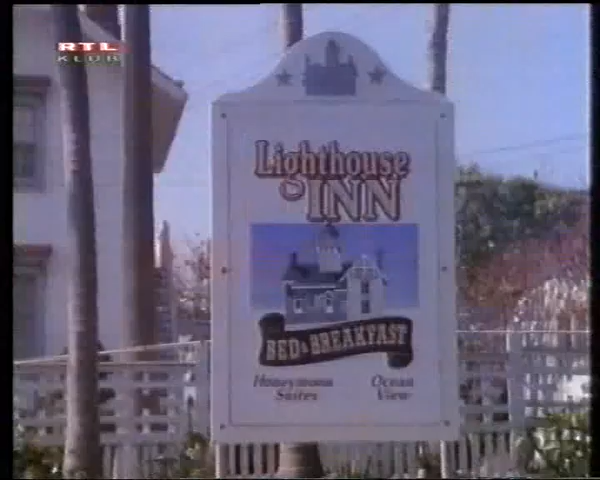 RTL
KLUB
Lighthouse
INN
BED & BREAKFAST
Honeymoon Ocean
Suites View